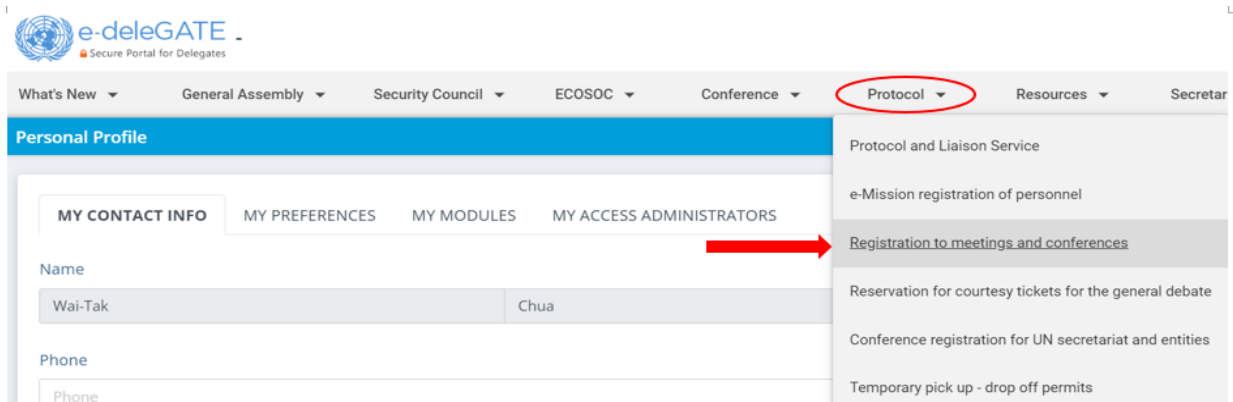 e-deleGATE
Secure Portal for Delegates
What's New General Assembly Security Council ECOSOC Conference Protocol Resources Secretar
Personal Profile
Protocol and Liaison Service
e-Mission registration of personnel
Registration to meetings and conferences
Reservation for courtesy tickets for the general debate
Conference registration for UN secretariat and entities
Temporary pick up - drop off permits
MY CONTACT INFO MY PREFERENCES MY MODULES MY ACCESS ADMINISTRATORS
Name
Wai-Tak Chua
Phone
Phone